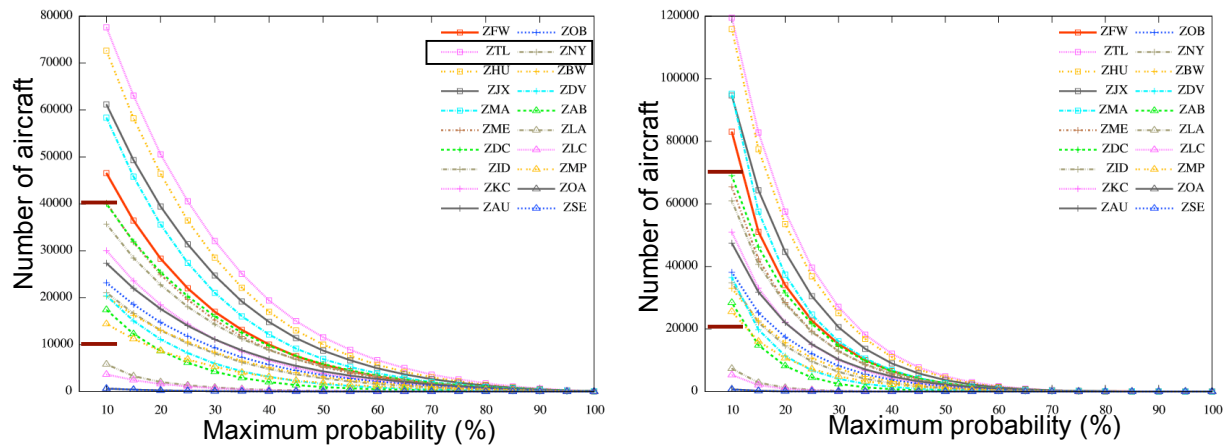 80000
70000
60000
50000
40000
30000
20000
10000
0
Number of aircraft
ZFW ZOB
ZTL ZNY
ZHU ZBW
ZJX ZDV
ZMA ZAB
ZME ZLA
ZDC ZLC
ZID ZMP
ZKC ZOA
ZAU ZSE
10 20 30 40 50 60 70 80 90 100
Maximum probability (%)
120000
100000
80000
60000
40000
20000
0
Number of aircraft
ZFW ZOB
ZTL ZNY
ZHU ZBW
ZJX ZDV
ZMA ZAB
ZME ZLA
ZDC ZLC
ZID ZMP
ZKC ZOA
ZAU ZSE
10 20 30 40 50 60 70 80 90 100
Maximum probability (%)